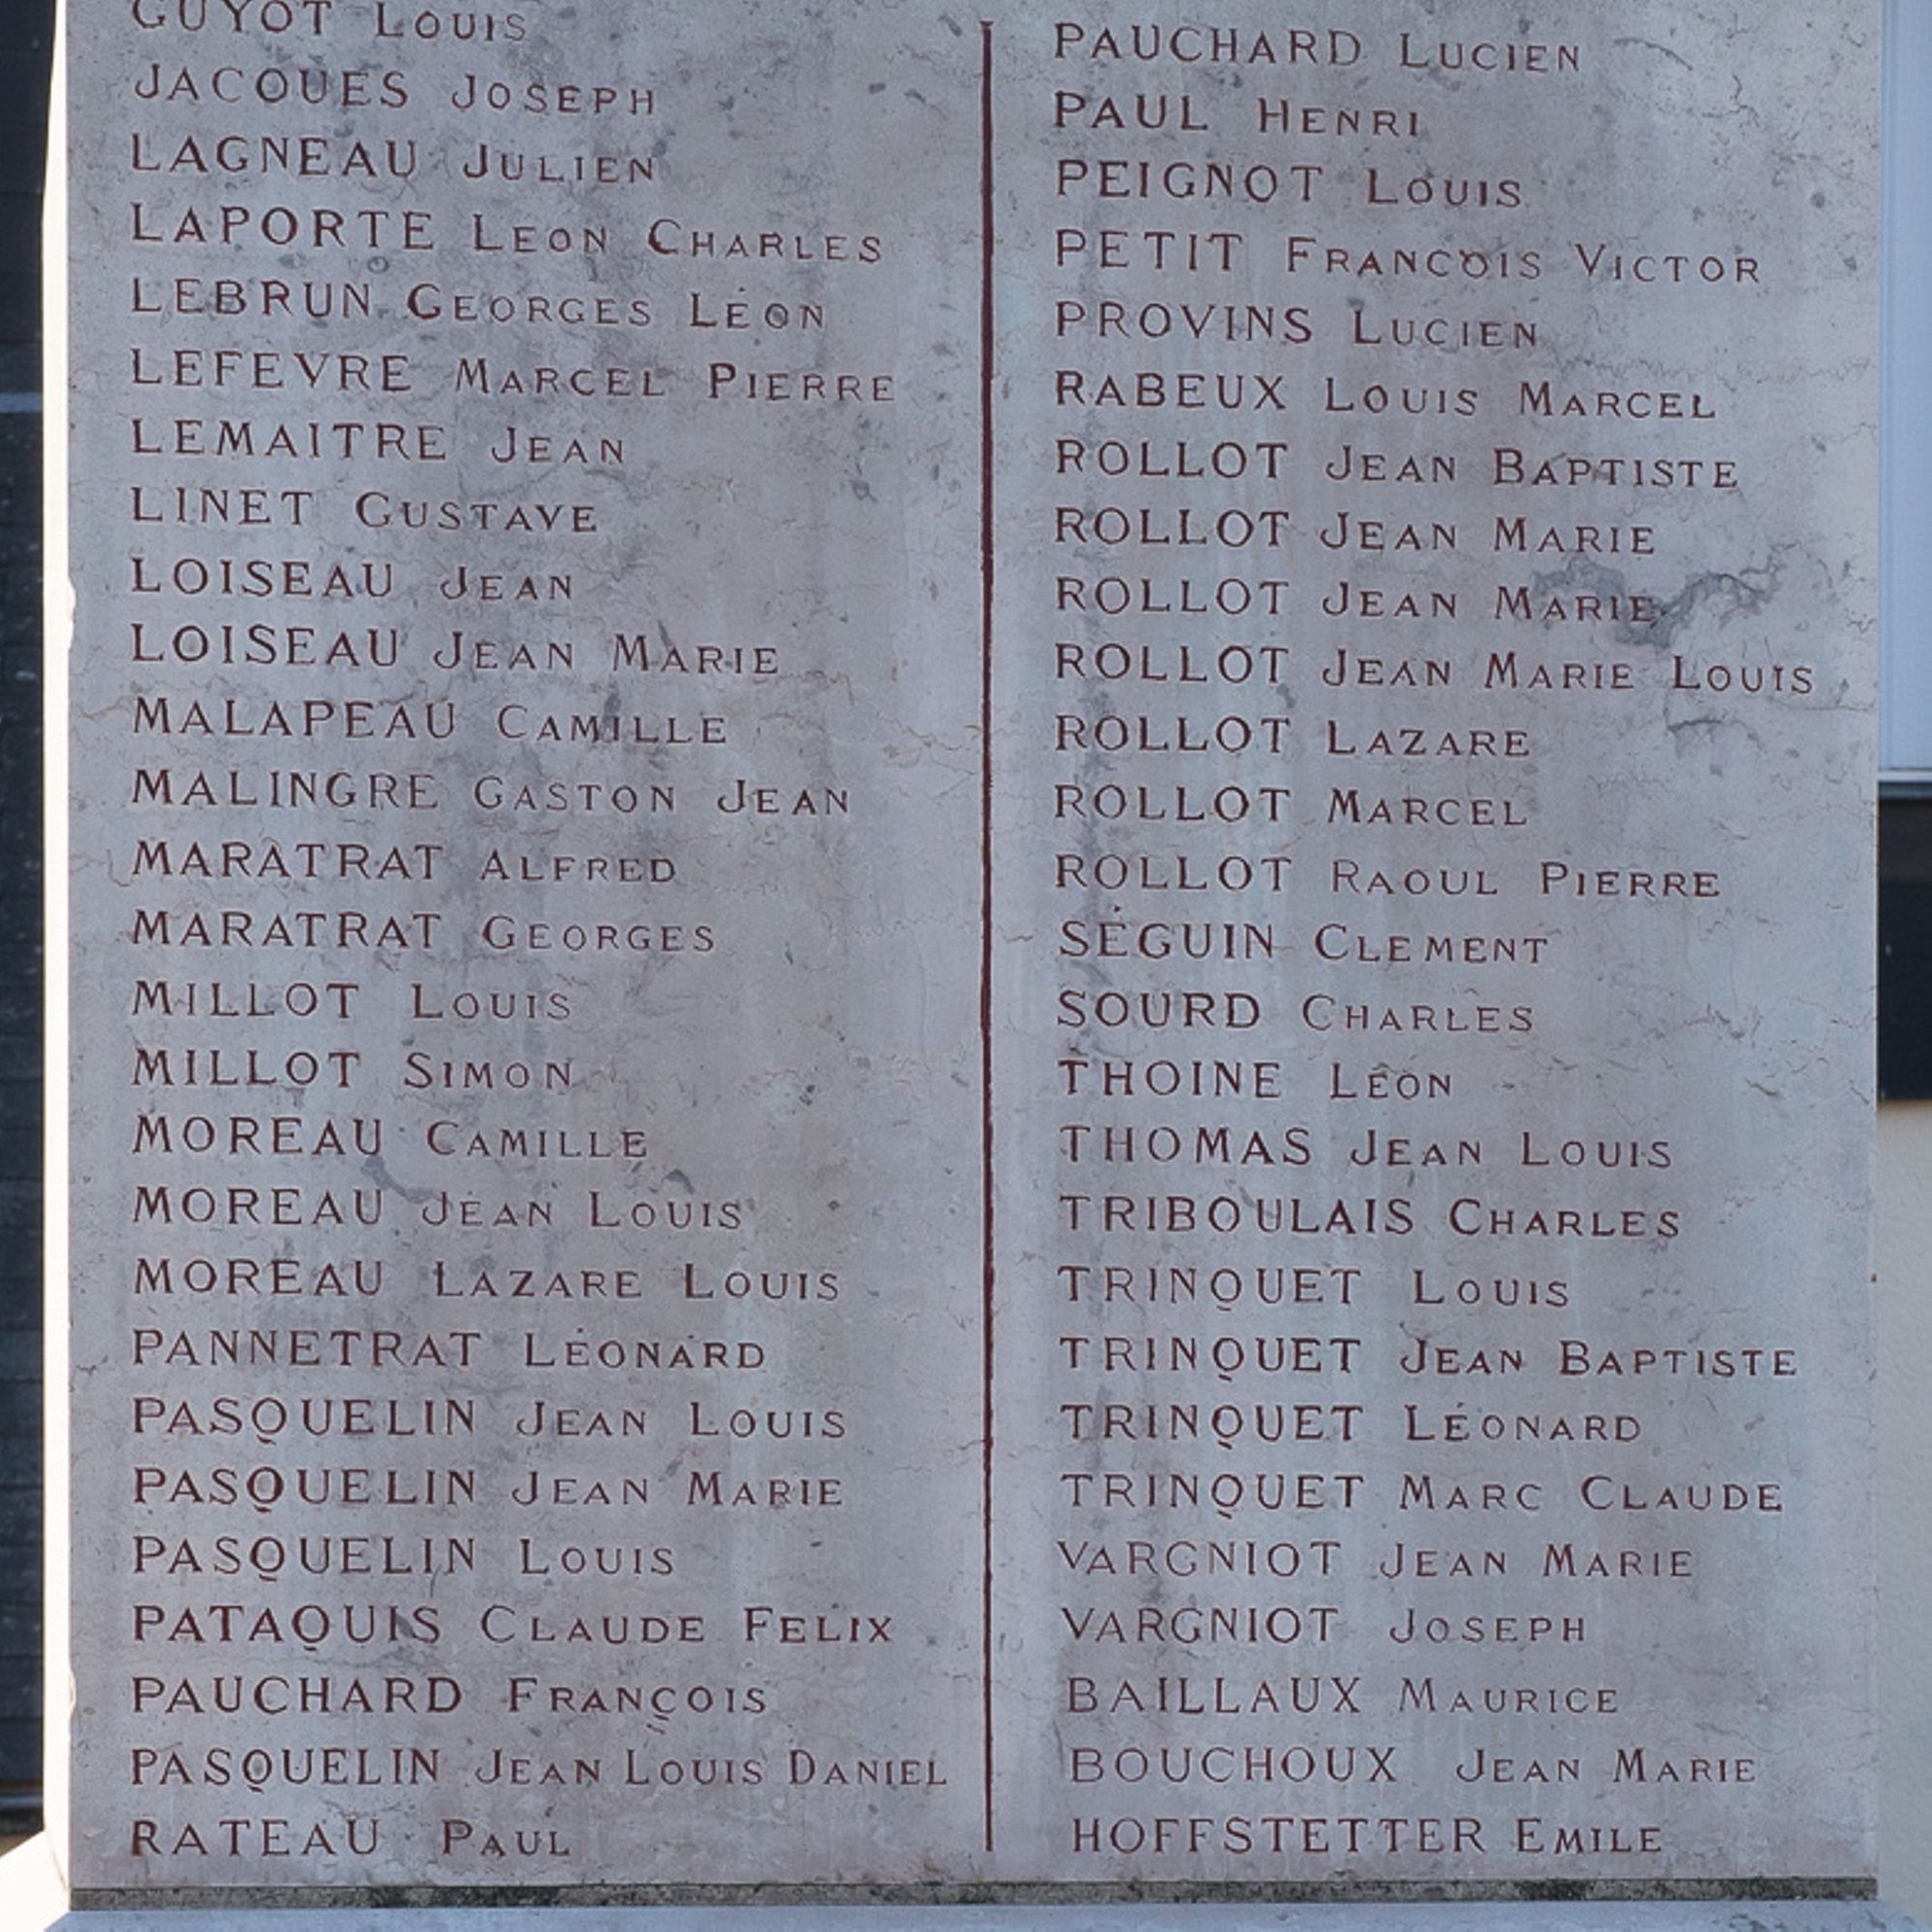 GUYOT LOUIS
JACQUES JOSEPH
LAGNEAU JULIEN
LAPORTE LEON CHARLES
LEBRUN GEORGES LÉON
LEFEVRE MARCEL PIERRE
LEMAITRE JEAN
LINET GUSTAVE
LOISEAU JEAN
LOISEAU JEAN MARIE
MALAPEAU CAMILLE
MALINGRE GASTON JEAN
MARATRAT ALFRED
MARATRAT GEORGES
MILLOT LOUIS
MILLOT SIMON
MOREAU CAMILLE
MOREAU JEAN LOUIS
MOREAU LAZARE LOUIS
PANNETRAT LÉONARD
PASQUELIN JEAN LOUIS
PASQUELIN JEAN MARIE
PASQUELIN LOUIS
PATAQUIS CLAUDE FELIX
PAUCHARD FRANÇOIS
PASQUELIN JEAN LOUIS DANIEL
RATEAU PAUL
PAUCHARD LUCIEN
PAUL HENRI
PEIGNOT LOUIS
PETIT FRANCOIS VICTOR
PROVINS LUCIEN
RABEUX LOUIS MARCEL
ROLLOT JEAN BAPTISTE
ROLLOT JEAN MARIE
ROLLOT JEAN MARIE
ROLLOT JEAN MARIE LOUIS
ROLLOT LAZARE
ROLLOT MARCEL
ROLLOT RAOUL PIERRE
SÉGUIN CLEMENT
SOURD CHARLES
THOINE LÉON
THOMAS JEAN LOUIS
TRIBOULAIS CHARLES
TRINQUET LOUIS
TRINQUET JEAN BAPTISTE
TRINQUET LÉONARD
TRINQUET MARC CLAUDE
VARGNIOT JEAN MARIE
VARGNIOT JOSEPH
BAILLAUX MAURICE
BOUCHOUX JEAN MARIE
HOFFSTETTER EMILE